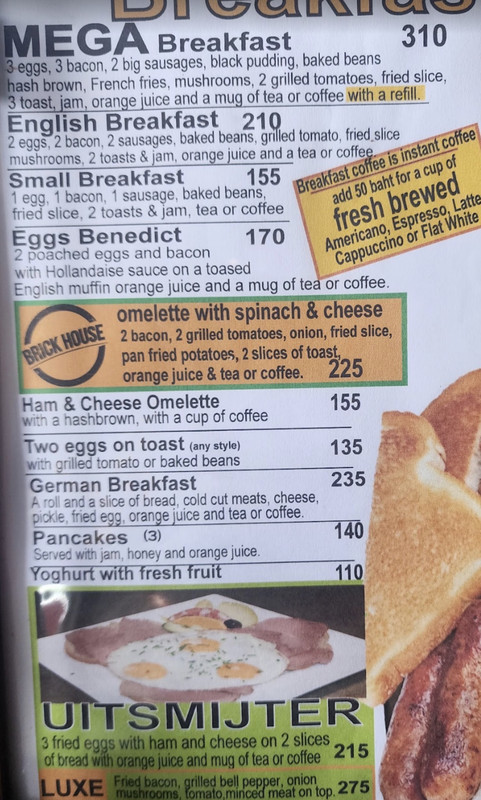 Breakfas
MEGA Breakfast 310
3 eggs, 3 bacon, 2 big sausages, black pudding, baked beans
hash brown, French fries, mushrooms, 2 grilled tomatoes, fried slice,
3 toast, jam, orange juice and a mug of tea or coffee with a refill.
English Breakfast 210
2 eggs, 2 bacon, 2 sausages, baked beans, grilled tomato, fried slice
mushrooms, 2 toasts & jam, orange juice and a tea or coffee
Small Breakfast 155
1 egg, 1 bacon, 1 sausage, baked beans,
fried slice, 2 toasts & jam, tea or coffee
Breakfast coffee is instant coffee
add 50 baht for a cup of
fresh brewed
Americano, Espresso, Latte
Cappuccino or Flat White
Eggs Benedict 170
2 poached eggs and bacon
with Hollandaise sauce on a toased
English muffin orange juice and a mug of tea or coffee.
BRICK HOUSE
omelette with spinach & cheese
2 bacon, 2 grilled tomatoes, onion, fried slice,
pan fried potatoes, 2 slices of toast,
orange juice & tea or coffee. 225
Ham & Cheese Omelette 155
with a hashbrown, with a cup of coffee
Two eggs on toast (any style) 135
with grilled tomato or baked beans
German Breakfast 235
A roll and a slice of bread, cold cut meats, cheese,
pickle, fried egg, orange juice and tea or coffee.
Pancakes (3) 140
Served with jam, honey and orange juice.
Yoghurt with fresh fruit 110
UITSMIJTER
3 fried eggs with ham and cheese on 2 slices
of bread with orange juice and mug of tea or coffee 215
LUXE Fried bacon, grilled bell pepper, onion
mushrooms, tomato,minced meat on top. 275